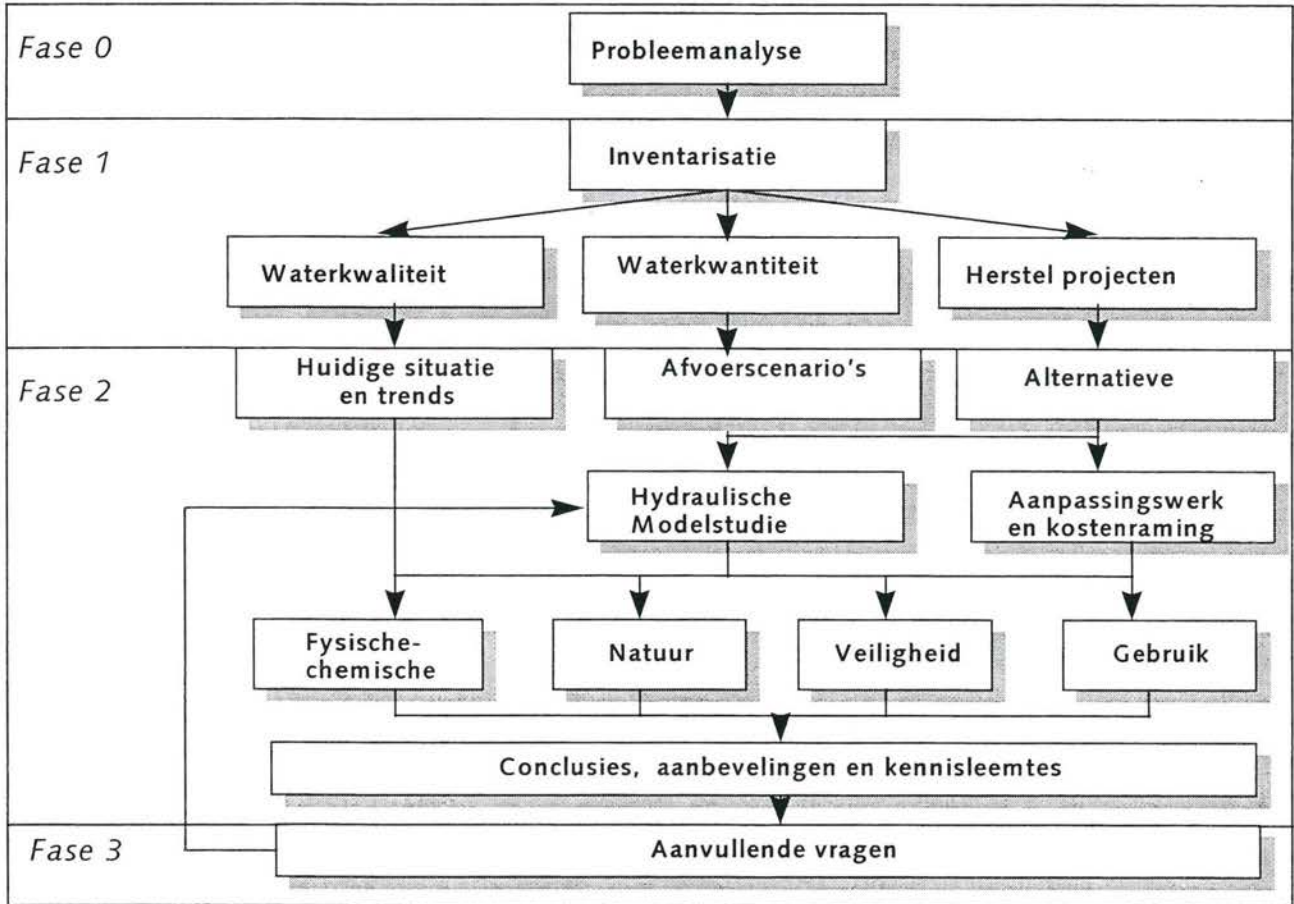 Fase 0
Probleemanalyse
Fase 1
Inventarisatie
Waterkwaliteit
Waterkwantiteit
Herstel projecten
Fase 2
Huidige situatie
en trends
Afvoerscenario's
Alternatieve
Hydraulische
Modelstudie
Aanpassingswerk
en kostenraming
Fysische-
chemische
Natuur
Veiligheid
Gebruik
Conclusies, aanbevelingen en kennisleemtes
Fase 3
Aanvullende vragen